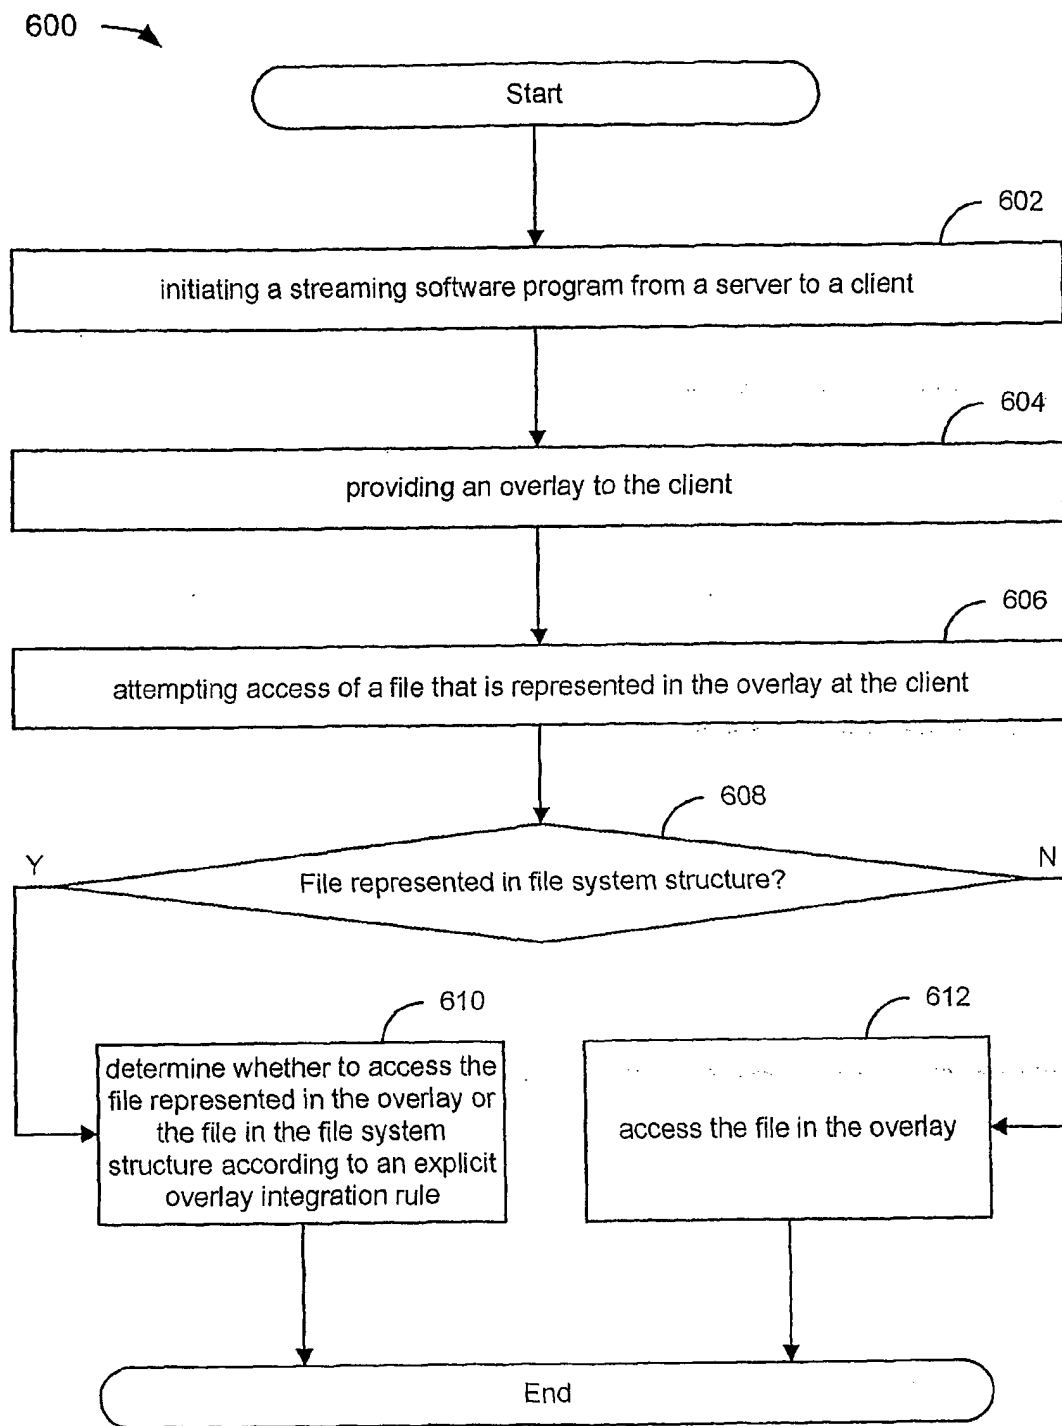 600
Start
602
initiating a streaming software program from a server to a client
604
providing an overlay to the client
606
attempting access of a file that is represented in the overlay at the client
608
Y
N
File represented in file system structure?
610
612
determine whether to access the
file represented in the overlay or
the file in the file system
structure according to an explicit
overlay integration rule
access the file in the overlay
End